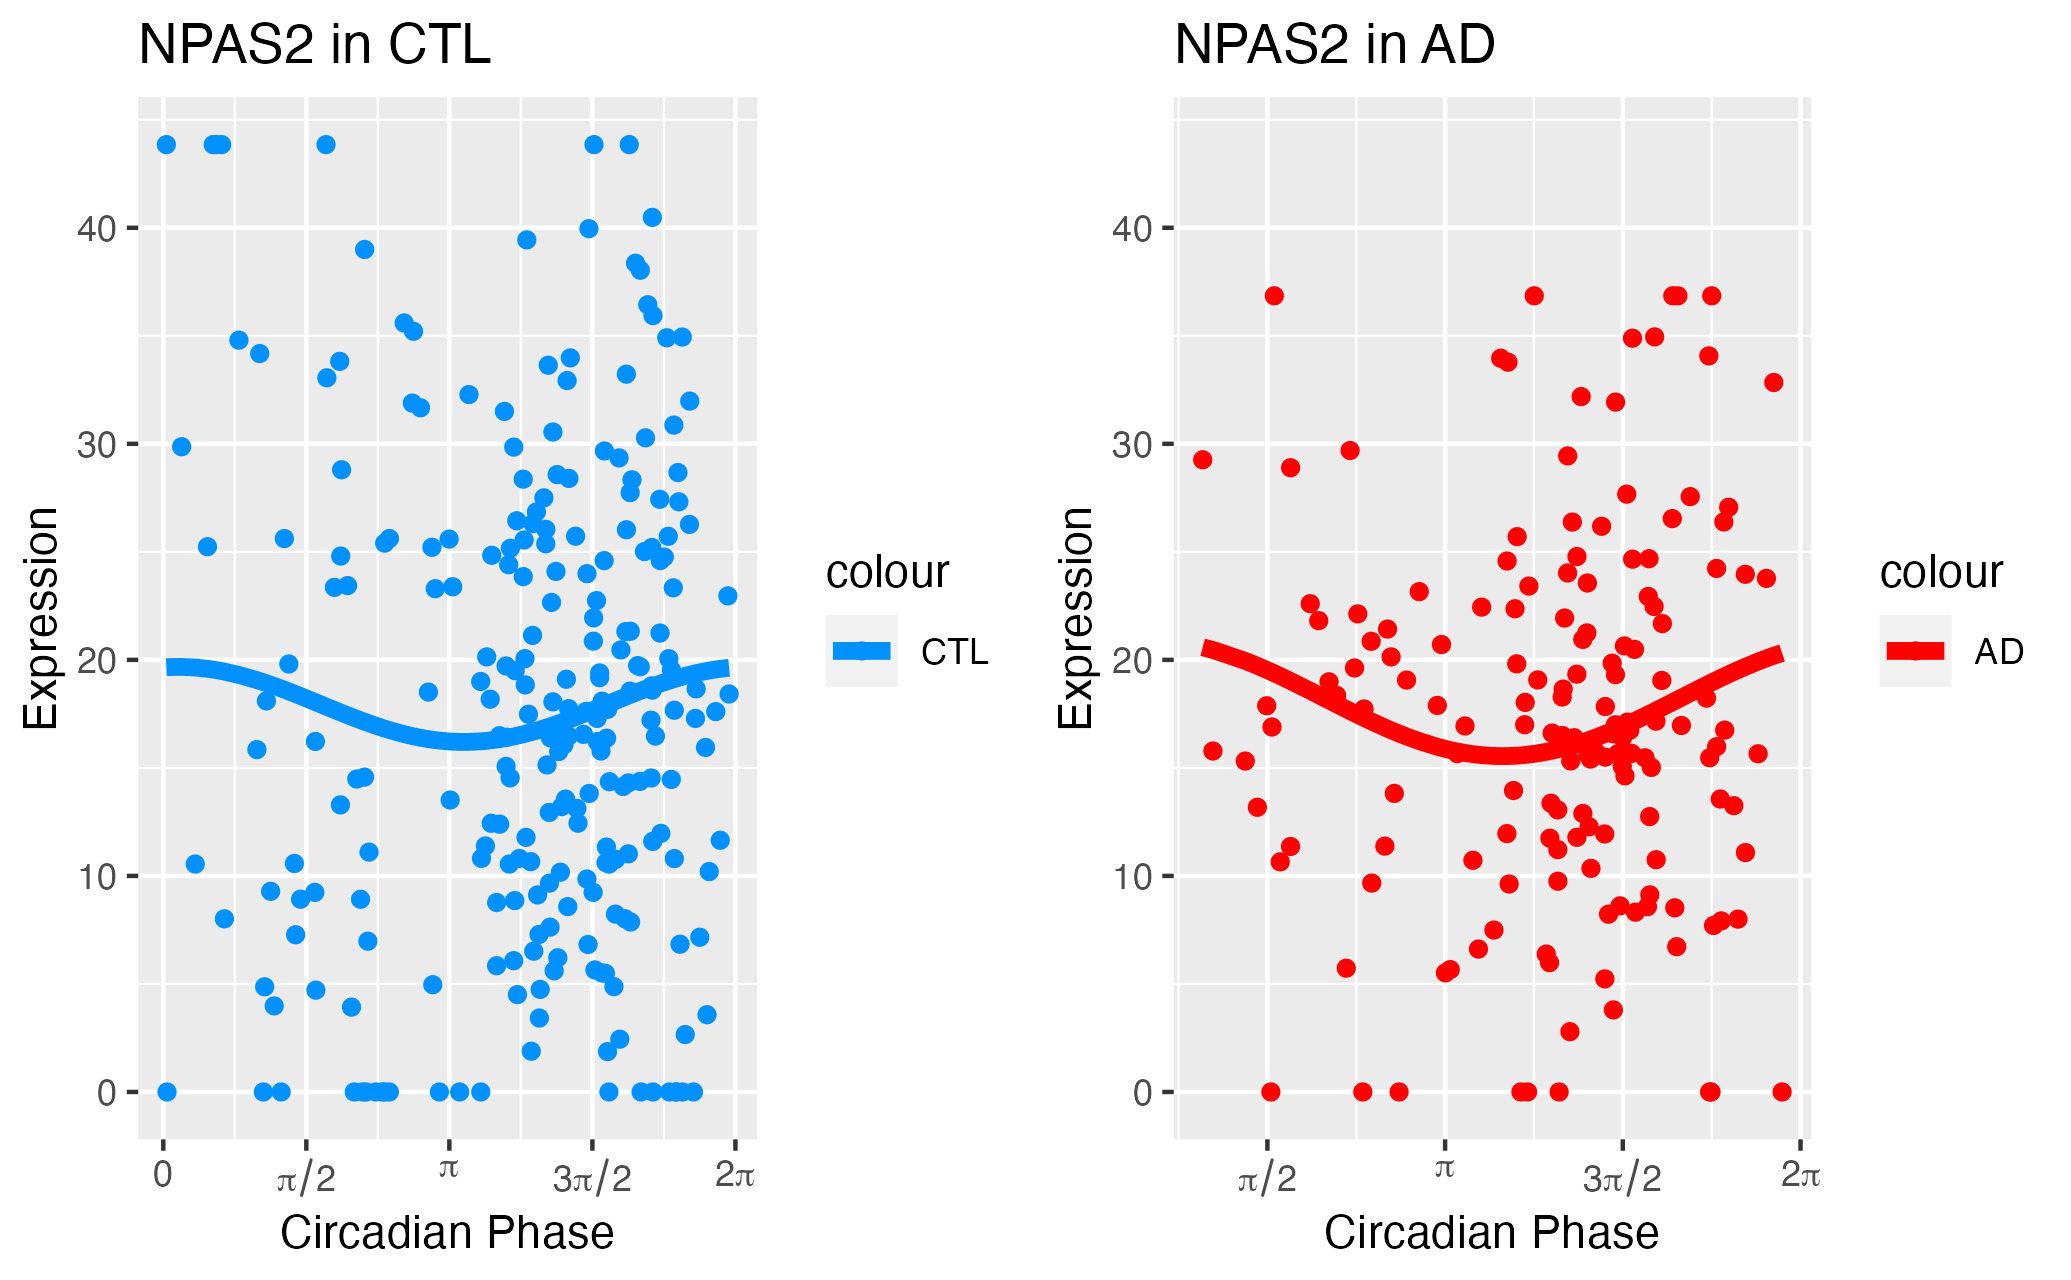 NPAS2 in CTL
Expression
40
30
20
10
0
0
π/2
π
3π/2
2π
Circadian Phase
colour
CTL
NPAS2 in AD
Expression
40
30
20
10
0
π/2
π
3π/2
2π
Circadian Phase
colour
AD